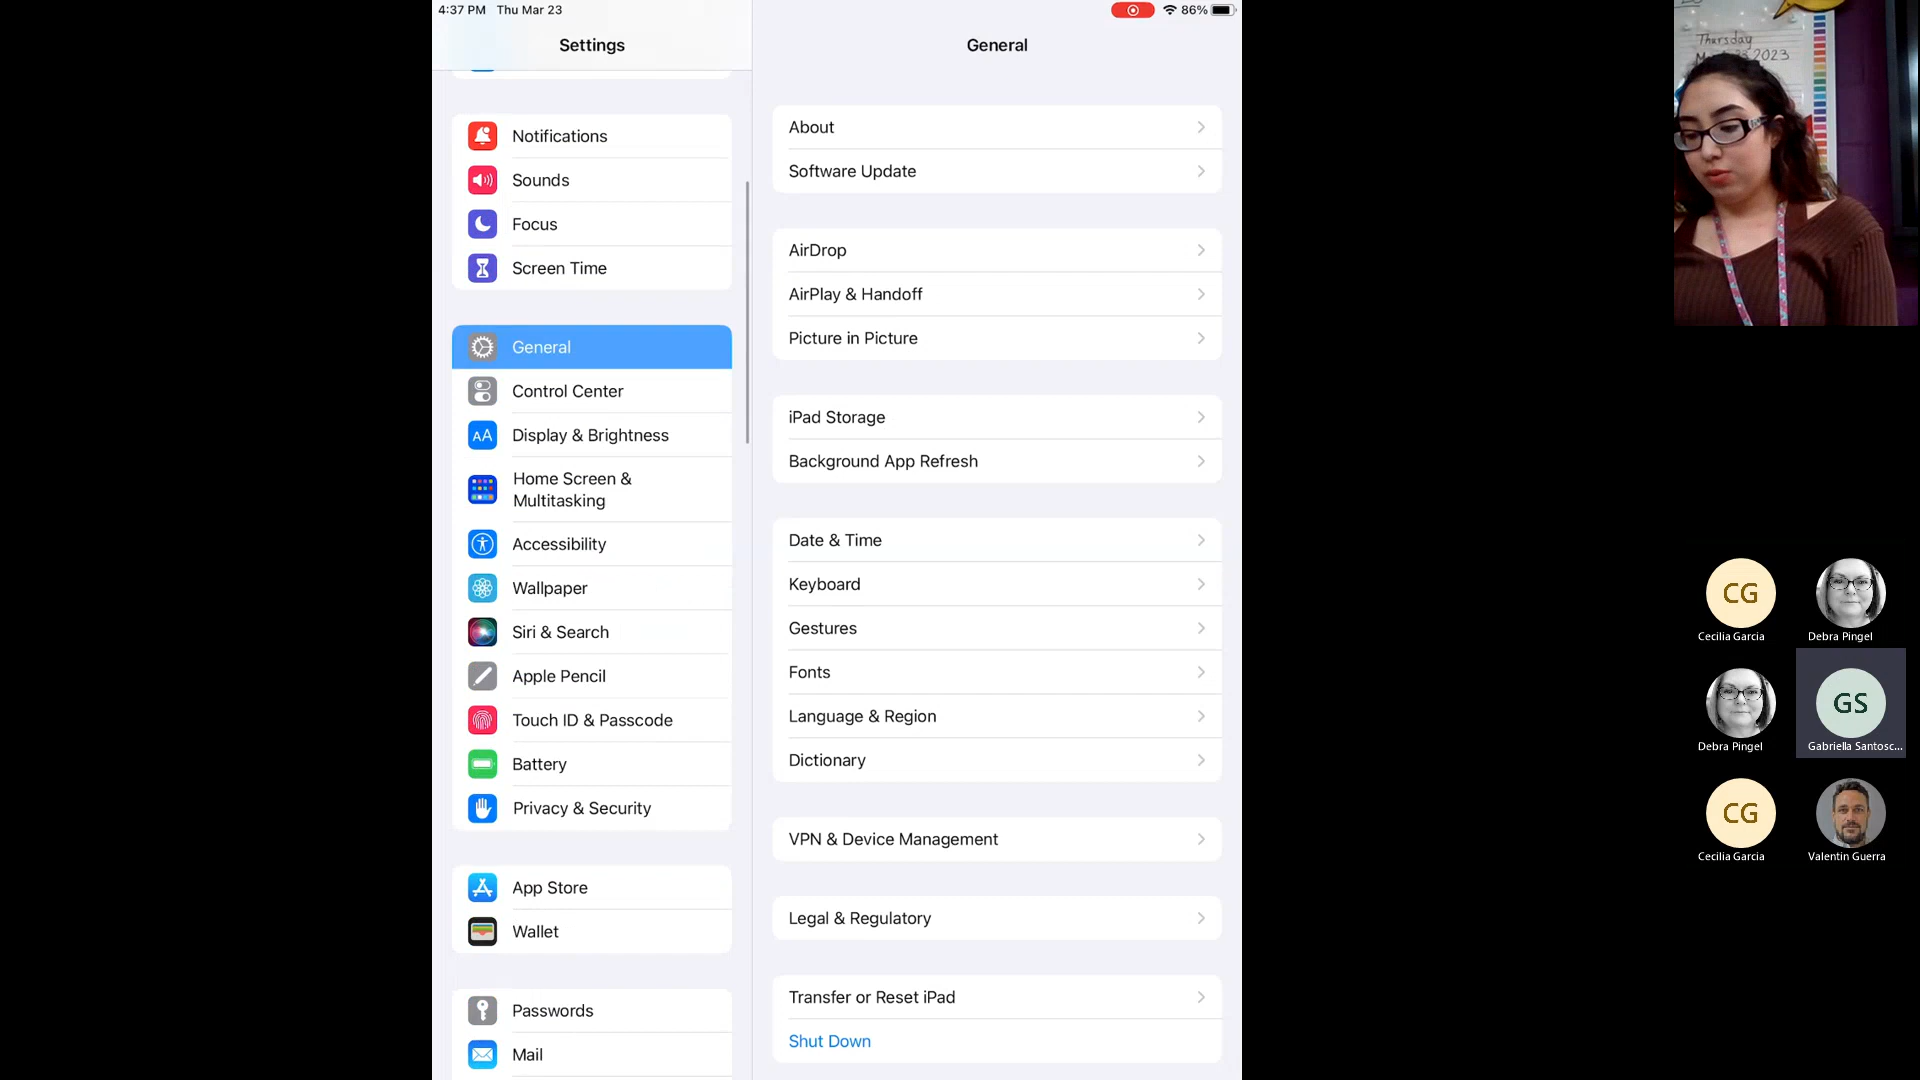 4:37 PM Thu Mar 23
86%
Settings
Notifications
Sounds
Focus
Screen Time
General
Control Center
AA
Display & Brightness
Home Screen &
Multitasking
Accessibility
Wallpaper
Siri & Search
Apple Pencil
Touch ID & Passcode
Battery
Privacy & Security
App Store
Wallet
Passwords
Mail
General
About
Software Update
AirDrop
AirPlay & Handoff
Picture in Picture
iPad Storage
Background App Refresh
Date & Time
Keyboard
Gestures
Fonts
Language & Region
Dictionary
VPN & Device Management
Legal & Regulatory
Transfer or Reset iPad
Shut Down
Thursday
2023
CG
Cecilia Garcia
Debra Pingel
Debra Pingel
GS
Gabriella Santosc...
CG
Cecilia Garcia
Valentin Guerra